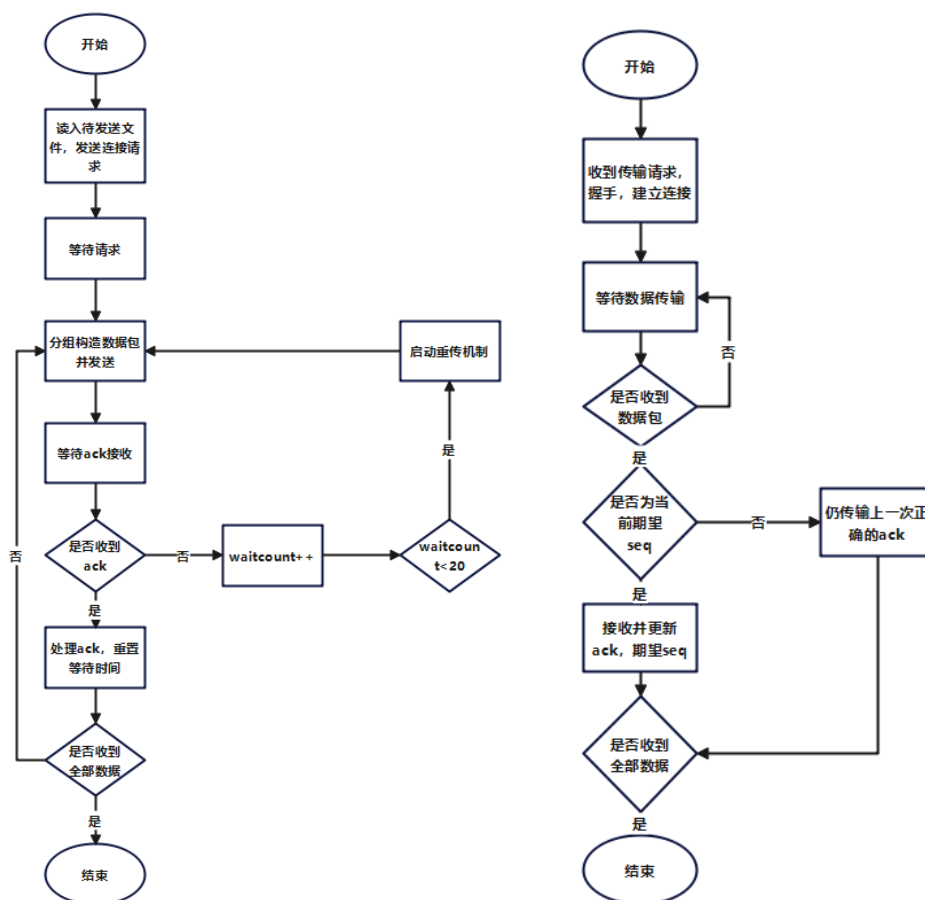 开始
读入待发送文
件，发送连接请
求
等待请求
分组构造数据包
并发送
启动重传机制
等待ack接收
是
否
是否收到
ack
否
waitcount++
waitcoun
t<20
是
处理ack，重置
等待时间
是否收到
全部数据
是
结束
开始
收到传输请求，
握手，建立连接
等待数据传输
否
是否收到
数据包
是
是否为当
前期望
seq
否
仍传输上一次正
确的ack
是
接收并更新
ack，期望seq
是否收到
全部数据
是
结束